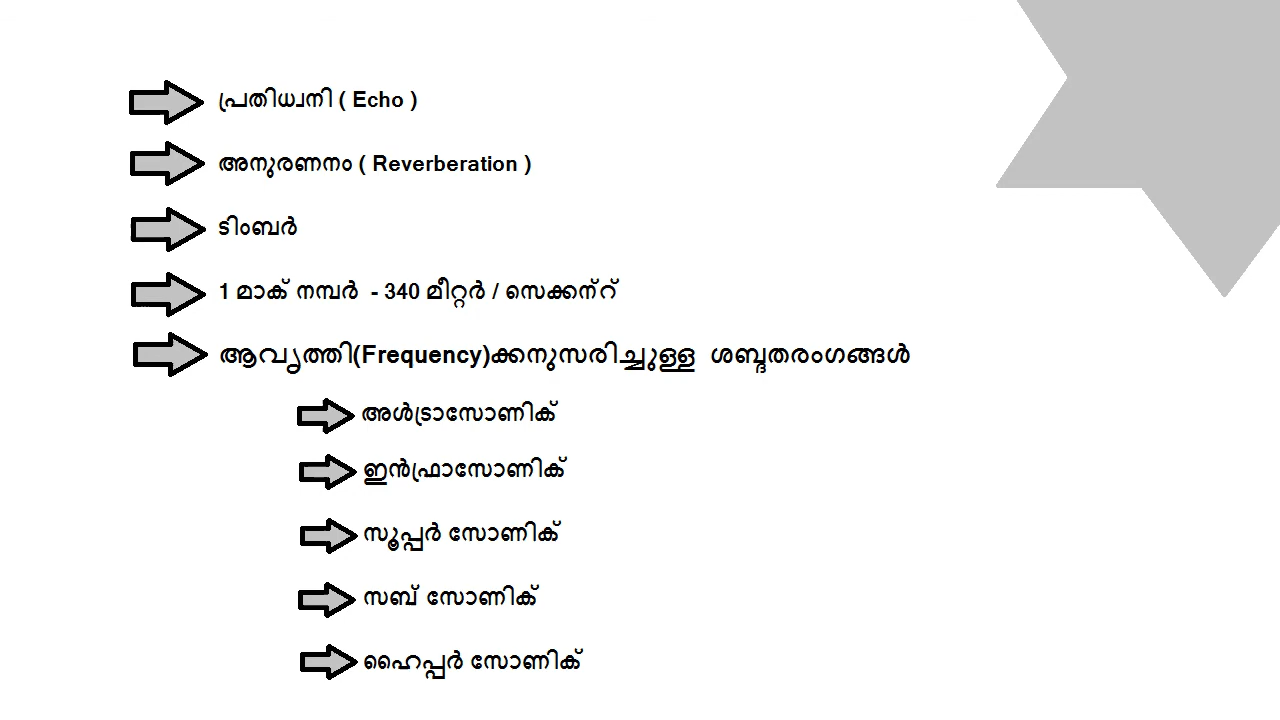 പ്രതിധ്വനി ( Echo )
അനുരണനം ( Reverberation )
ടിംബർ
1 മാക് നമ്പർ - 340 മീറ്റർ / സെക്കന്റ്
ആവൃത്തി(Frequency)ക്കനുസരിച്ചുള്ള ശബ്ദതരംഗങ്ങൾ
അൾട്രാസോണിക്
ഇൻഫ്രാസോണിക്
സൂപ്പർ സോണിക്
സബ് സോണിക്
ഹൈപ്പർ സോണിക്